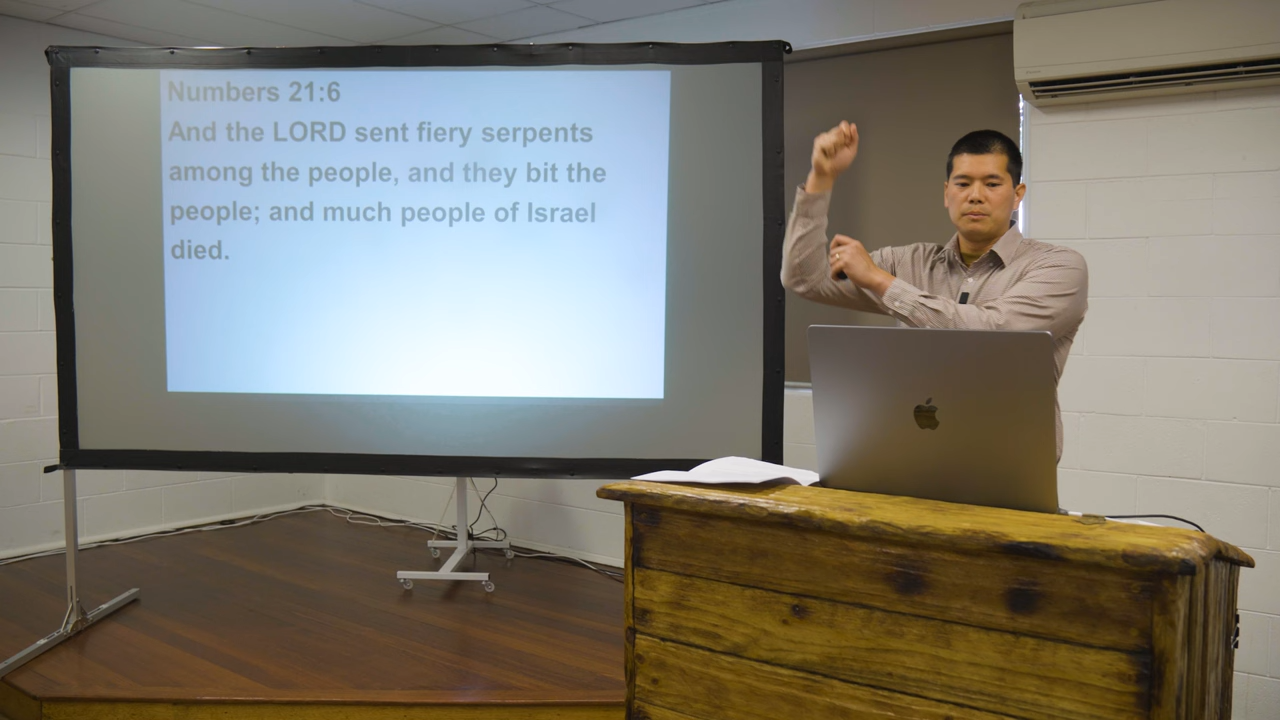 Numbers 21:6
And the LORD sent fiery serpents
among the people, and they bit the
people; and much people of Israel
died.